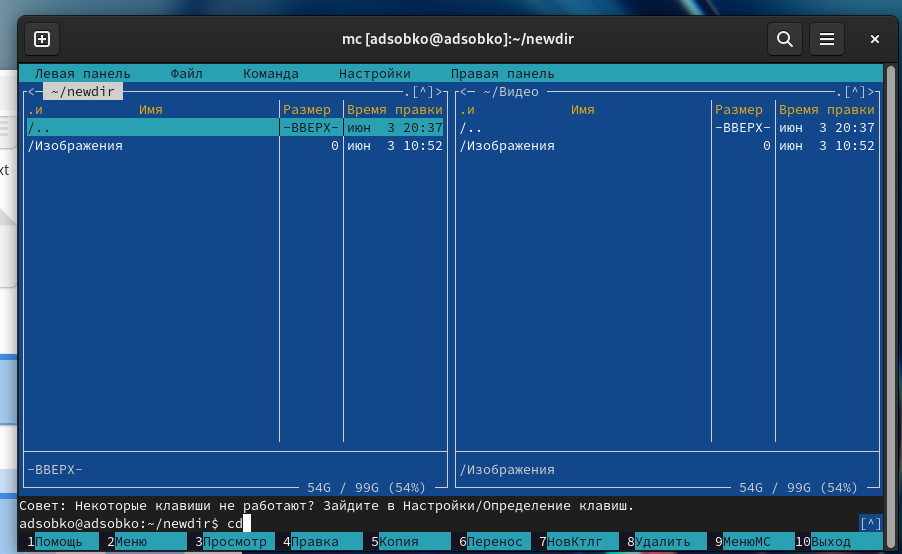 mc [adsobko@adsobko]:~/newdir
Левая панель Файл Команда Настройки Правая панель
<─ ~/newdir .[^]>
.и Имя Размер Время правки
/.. -ВВЕРХ- июн 3 20:37
/Изображения 0 июн 3 10:52
-ВВЕРХ-
54G / 99G (54%)
<─ ~/Видео .[^]>
.и Имя Размер Время правки
/.. -ВВЕРХ- июн 3 20:37
/Изображения 0 июн 3 10:52
/Изображения
54G / 99G (54%)
Совет: Некоторые клавиши не работают? Зайдите в Настройки/Определение клавиш.
adsobko@adsobko:~/newdir$ cd [^]
1Помощь 2Меню 3Просмотр 4Правка 5Копия 6Перенос 7НовКтлг 8Удалить 9МенюМС 10Выход